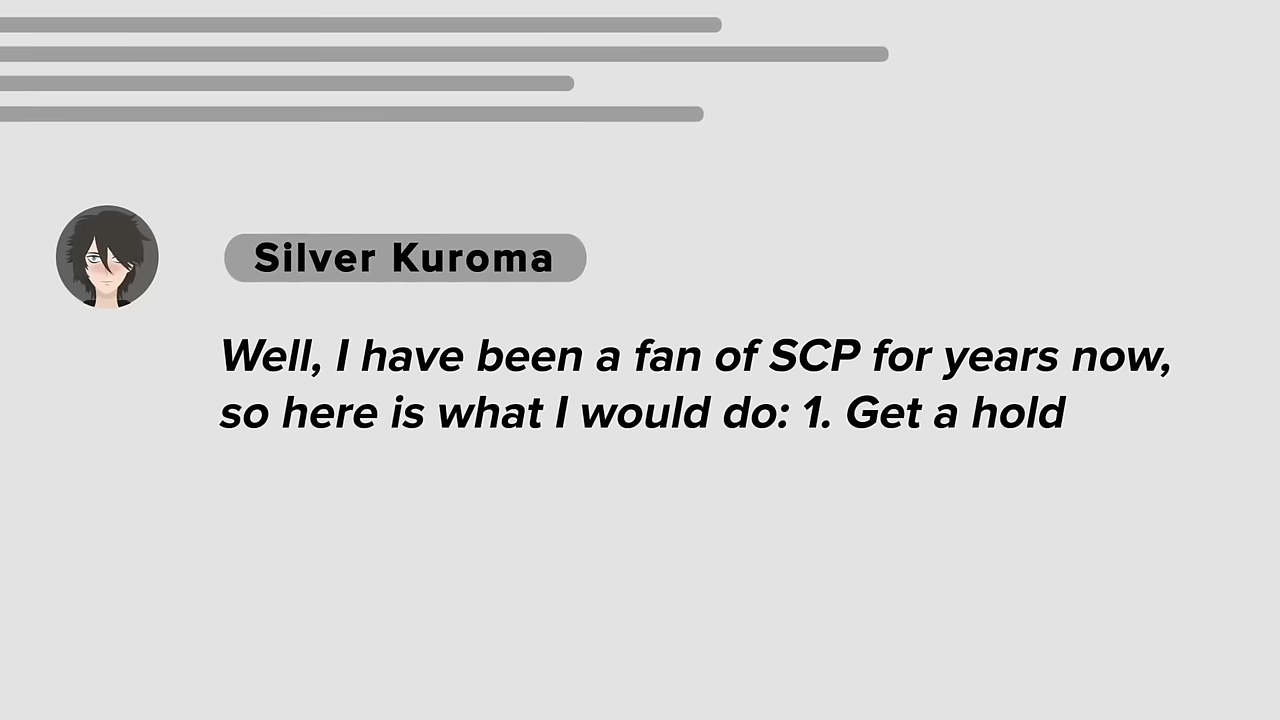 Silver Kuroma
Well, I have been a fan of SCP for years now,
so here is what I would do: 1. Get a hold